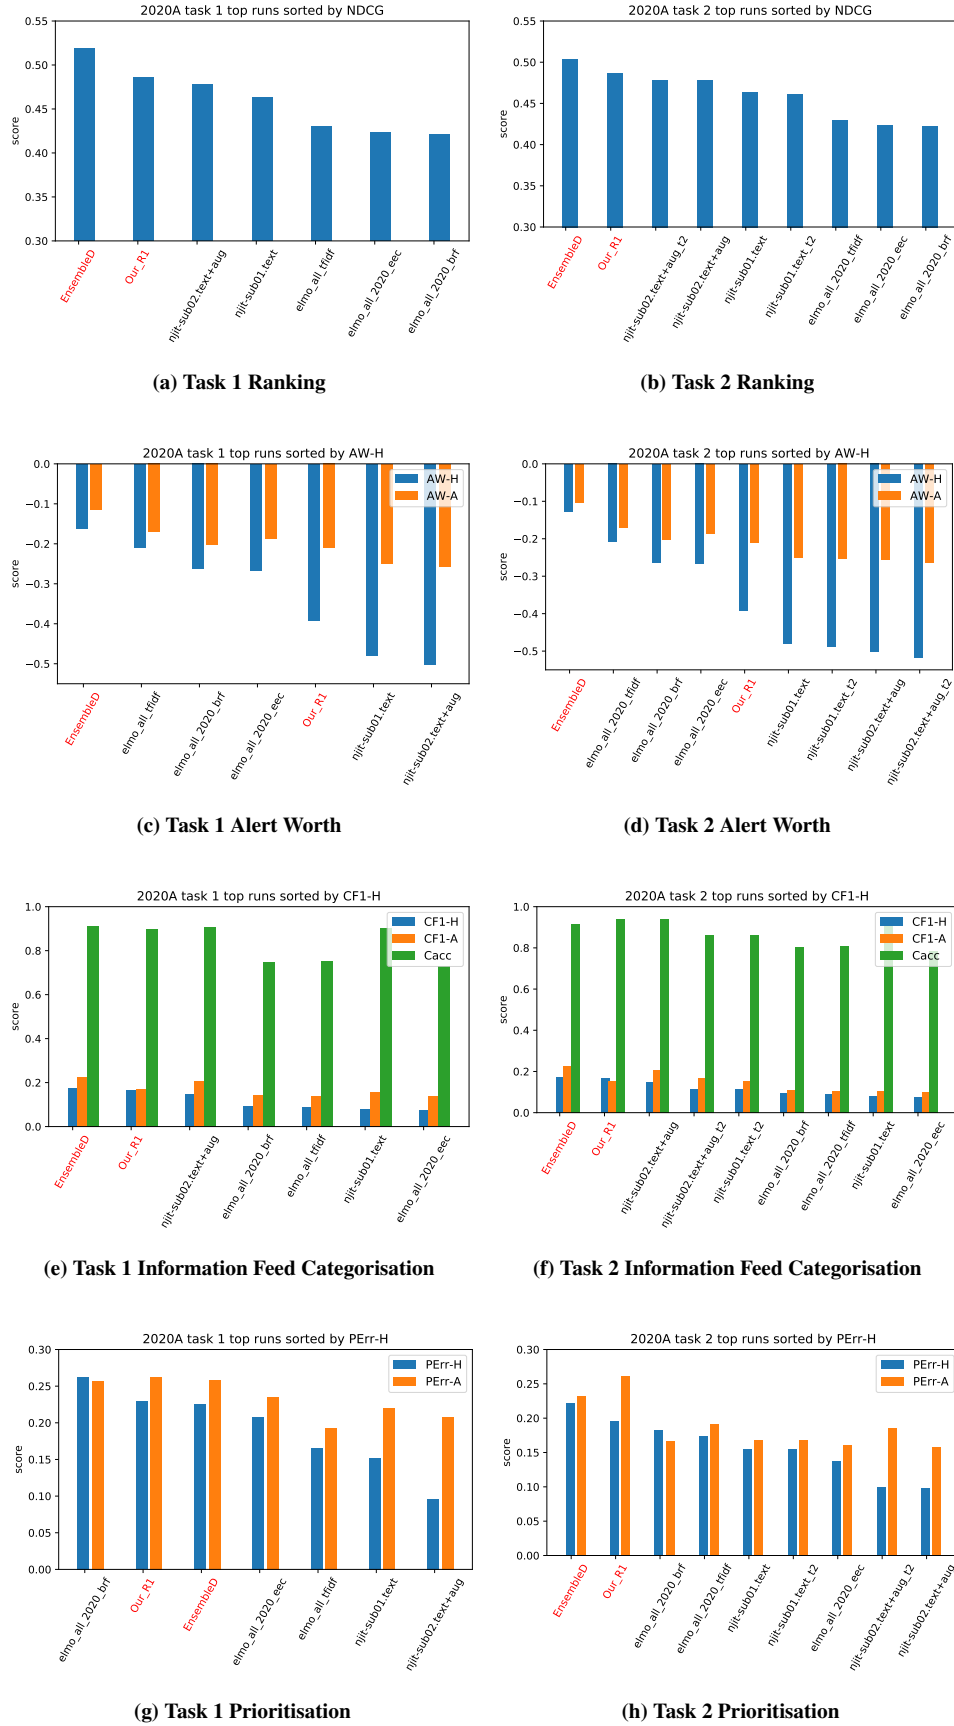 2020A task 1 top runs sorted by NDCG
score
0.55
0.50
0.45
0.40
0.35
0.30
EnsembleD
Our_R1
njit-sub02.text+aug
njit-sub01.text
elmo_all_tfidf
elmo_all_2020_eec
elmo_all_2020_brf
(a) Task 1 Ranking
2020A task 2 top runs sorted by NDCG
score
0.55
0.50
0.45
0.40
0.35
0.30
EnsembleD
Our_R1
njit-sub02.text+aug_t2
njit-sub02.text+aug
njit-sub01.text
njit-sub01.text_t2
elmo_all_2020_tfidf
elmo_all_2020_eec
elmo_all_2020_brf
(b) Task 2 Ranking
2020A task 1 top runs sorted by AW-H
score
0.0
−0.1
−0.2
−0.3
−0.4
−0.5
AW-H
AW-A
EnsembleD
elmo_all_tfidf
elmo_all_2020_brf
elmo_all_2020_eec
Our_R1
njit-sub01.text
njit-sub02.text+aug
(c) Task 1 Alert Worth
2020A task 2 top runs sorted by AW-H
score
0.0
−0.1
−0.2
−0.3
−0.4
−0.5
AW-H
AW-A
EnsembleD
elmo_all_2020_tfidf
elmo_all_2020_brf
elmo_all_2020_eec
Our_R1
njit-sub01.text
njit-sub01.text_t2
njit-sub02.text+aug
njit-sub02.text+aug_t2
(d) Task 2 Alert Worth
2020A task 1 top runs sorted by CF1-H
score
1.0
0.8
0.6
0.4
0.2
0.0
CF1-H
CF1-A
Cacc
EnsembleD
Our_R1
njit-sub02.text+aug
elmo_all_2020_brf
elmo_all_tfidf
njit-sub01.text
elmo_all_2020_eec
(e) Task 1 Information Feed Categorisation
2020A task 2 top runs sorted by CF1-H
score
1.0
0.8
0.6
0.4
0.2
0.0
CF1-H
CF1-A
Cacc
EnsembleD
Our_R1
njit-sub02.text+aug
njit-sub02.text+aug_t2
njit-sub01.text_t2
elmo_all_2020_brf
elmo_all_2020_tfidf
njit-sub01.text
elmo_all_2020_eec
(f) Task 2 Information Feed Categorisation
2020A task 1 top runs sorted by PErr-H
score
0.30
0.25
0.20
0.15
0.10
0.05
0.00
PErr-H
PErr-A
elmo_all_2020_brf
Our_R1
EnsembleD
elmo_all_2020_eec
elmo_all_tfidf
njit-sub01.text
njit-sub02.text+aug
(g) Task 1 Prioritisation
2020A task 2 top runs sorted by PErr-H
score
0.30
0.25
0.20
0.15
0.10
0.05
0.00
PErr-H
PErr-A
EnsembleD
Our_R1
elmo_all_2020_brf
elmo_all_2020_tfidf
njit-sub01.text
njit-sub01.text_t2
elmo_all_2020_eec
njit-sub02.text+aug_t2
njit-sub02.text+aug
(h) Task 2 Prioritisation